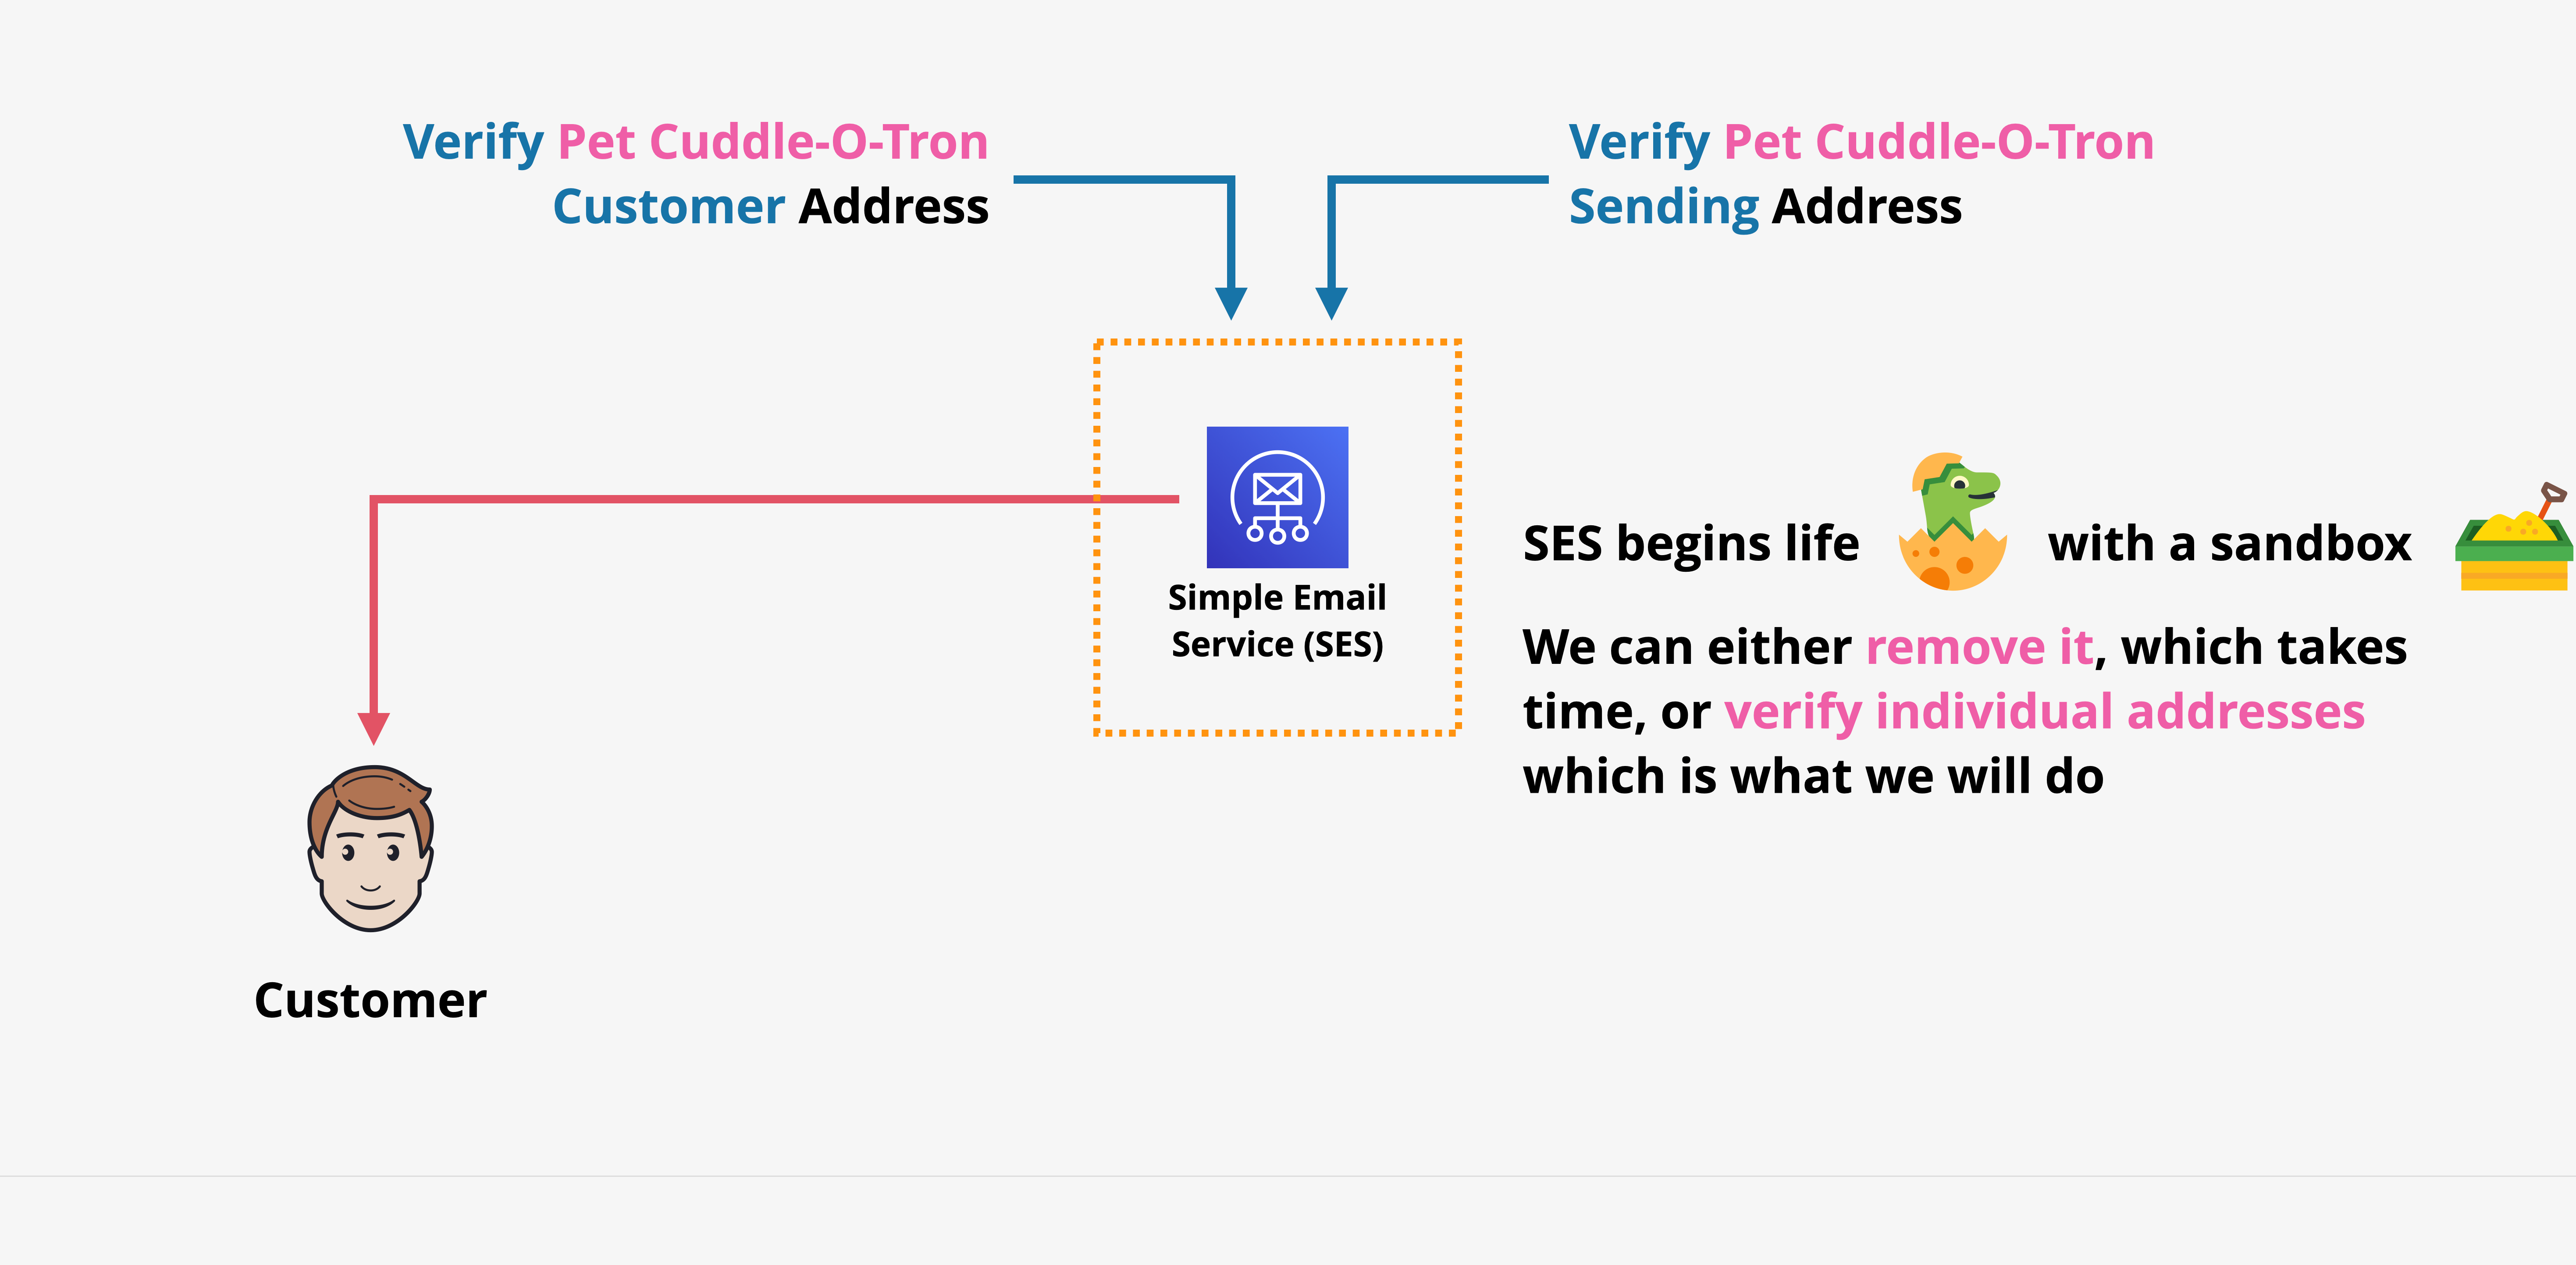 Verify Pet Cuddle-O-Tron
Customer Address
Verify Pet Cuddle-O-Tron
Sending Address
Simple Email
Service (SES)
SES begins life with a sandbox
We can either remove it, which takes
time, or verify individual addresses
which is what we will do
Customer